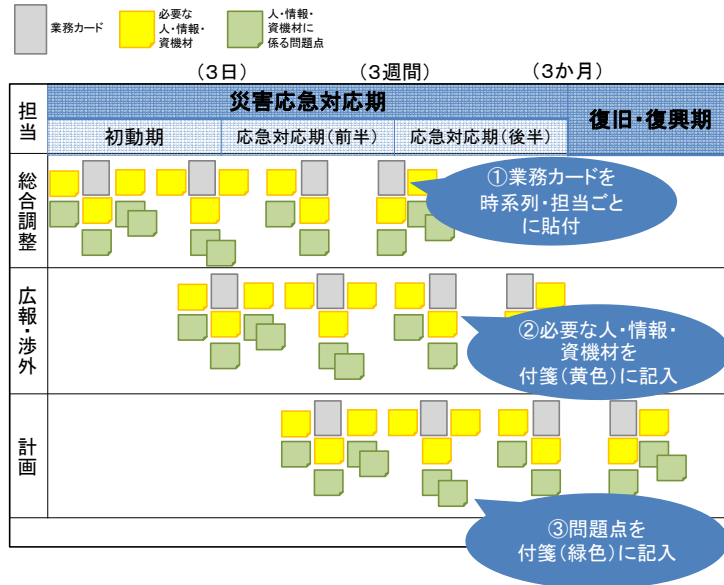 業務カード
必要な
人・情報・
資機材
人・情報・
資機材に
係る問題点
（３日）
（３週間）
（３か月）
担当
災害応急対応期
復旧・復興期
初動期
応急対応期（前半）
応急対応期（後半）
総合調整
①業務カードを
時系列・担当ごと
に貼付
広報・渉外
②必要な人・情報・
資機材を
付箋（黄色）に記入
計画
③問題点を
付箋（緑色）に記入